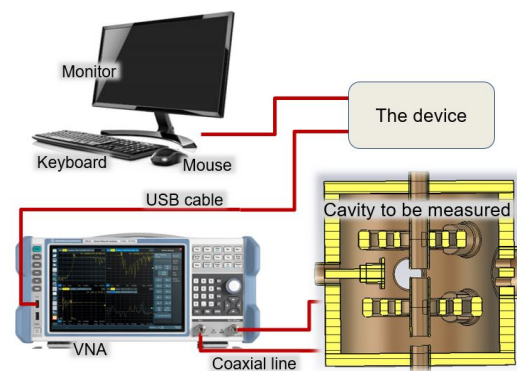 Monitor
The device
Keyboard
Mouse
USB cable
Cavity to be measured
VNA
Coaxial line